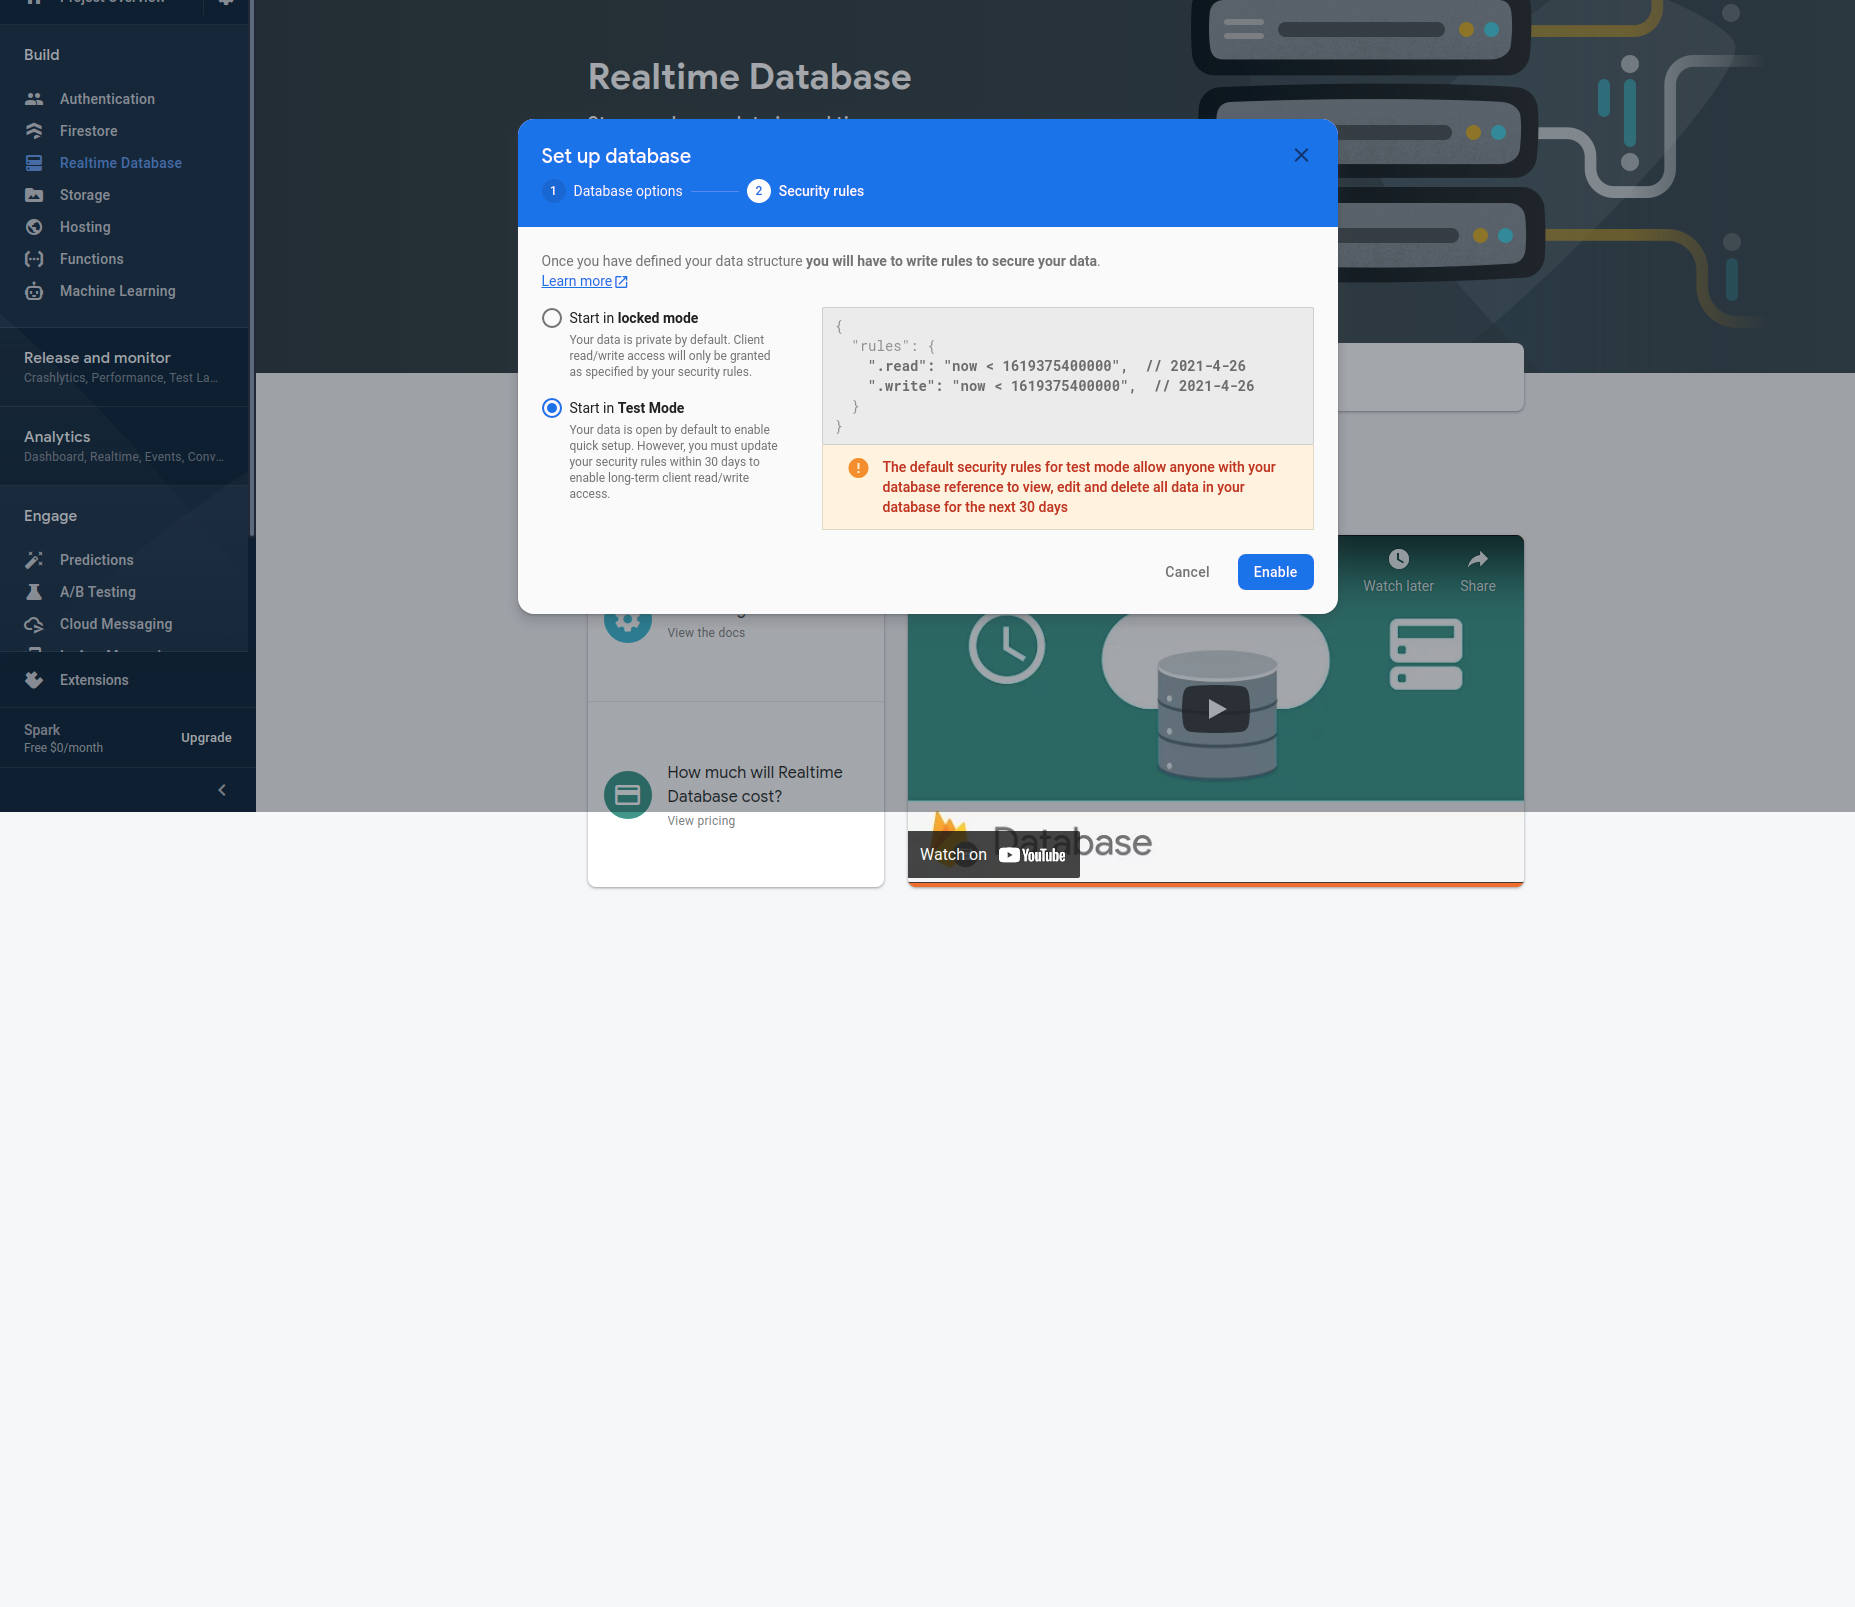 Project Overview
Build
Authentication
Firestore
Realtime Database
Storage
Hosting
Functions
Machine Learning
Release and monitor
Crashlytics, Performance, Test La...
Analytics
Dashboard, Realtime, Events, Conv...
Engage
Predictions
A/B Testing
Cloud Messaging
Extensions
Spark
Free $0/month
Upgrade
Realtime Database
Set up database
1 Database options
2 Security rules
Once you have defined your data structure you will have to write rules to secure your data.
Learn more
Start in locked mode
Your data is private by default. Client
read/write access will only be granted
as specified by your security rules.
Start in Test Mode
Your data is open by default to enable
quick setup. However, you must update
your security rules within 30 days to
enable long-term client read/write
access.
{
"rules": {
".read": "now < 1619375400000", // 2021-4-26
".write": "now < 1619375400000", // 2021-4-26
}
}
The default security rules for test mode allow anyone with your
database reference to view, edit and delete all data in your
database for the next 30 days
Cancel
Enable
Watch later
Share
View the docs
How much will Realtime
Database cost?
View pricing
Database
Watch on YouTube